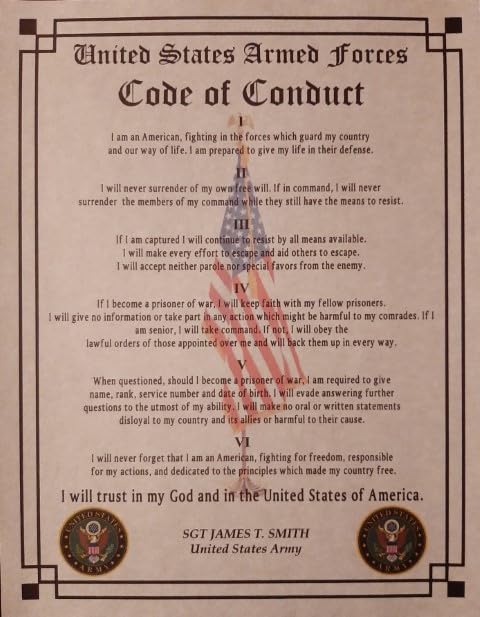 United States Armed Forces
Code of Conduct
I
I am an American, fighting in the forces which guard my country
and our way of life. I am prepared to give my life in their defense.
II
I will never surrender of my own free will. If in command, I will never
surrender the members of my command while they still have the means to resist.
III
If I am captured I will continue to resist by all means available.
I will make every effort to escape and aid others to escape.
I will accept neither parole nor special favors from the enemy.
IV
If I become a prisoner of war, I will keep faith with my fellow prisoners.
I will give no information or take part in any action which might be harmful to my comrades. If I
am senior, I will take command. If not, I will obey the
lawful orders of those appointed over me and will back them up in every way.
V
When questioned, should I become a prisoner of war, I am required to give
name, rank, service number and date of birth. I will evade answering further
questions to the utmost of my ability. I will make no oral or written statements
disloyal to my country and its allies or harmful to their cause.
VI
I will never forget that I am an American, fighting for freedom, responsible
for my actions, and dedicated to the principles which made my country free.
I will trust in my God and in the United States of America.
SGT JAMES T. SMITH
United States Army
UNITED STATES
ARMY
UNITED STATES
ARMY